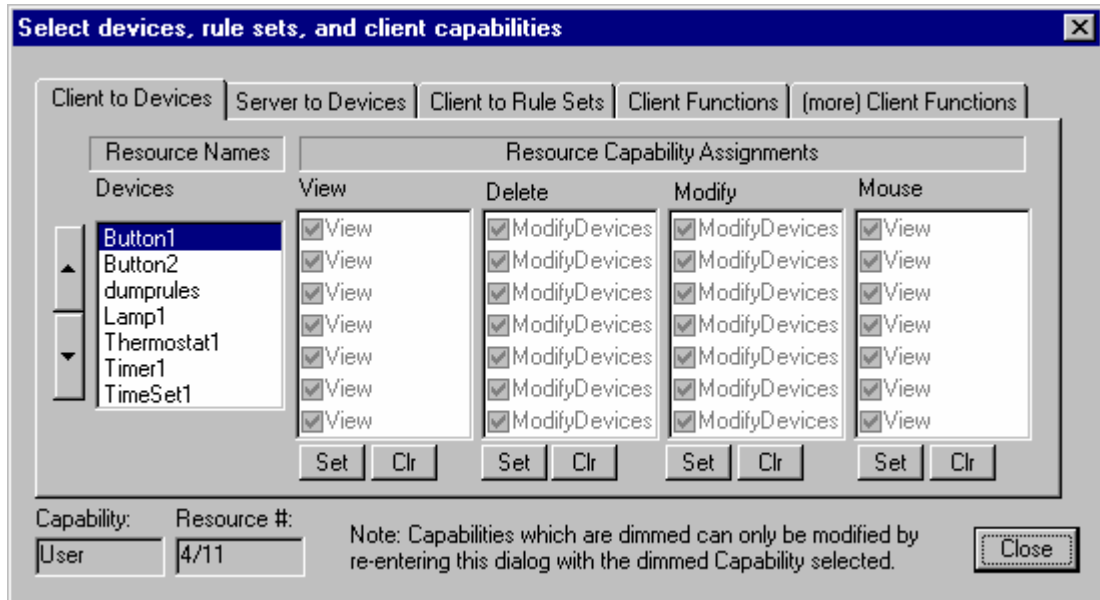 Select devices, rule sets, and client capabilities
Client to Devices Server to Devices Client to Rule Sets Client Functions (more) Client Functions
Resource Names Resource Capability Assignments
Devices View Delete Modify Mouse
Button1
Button2
dumprules
Lamp1
Thermostat1
Timer1
TimeSet1
View ModifyDevices ModifyDevices View
View ModifyDevices ModifyDevices View
View ModifyDevices ModifyDevices View
View ModifyDevices ModifyDevices View
View ModifyDevices ModifyDevices View
View ModifyDevices ModifyDevices View
View ModifyDevices ModifyDevices View
Set Clr Set Clr Set Clr Set Clr
Capability: Resource #:
User 4/11
Note: Capabilities which are dimmed can only be modified by
re-entering this dialog with the dimmed Capability selected.
Close